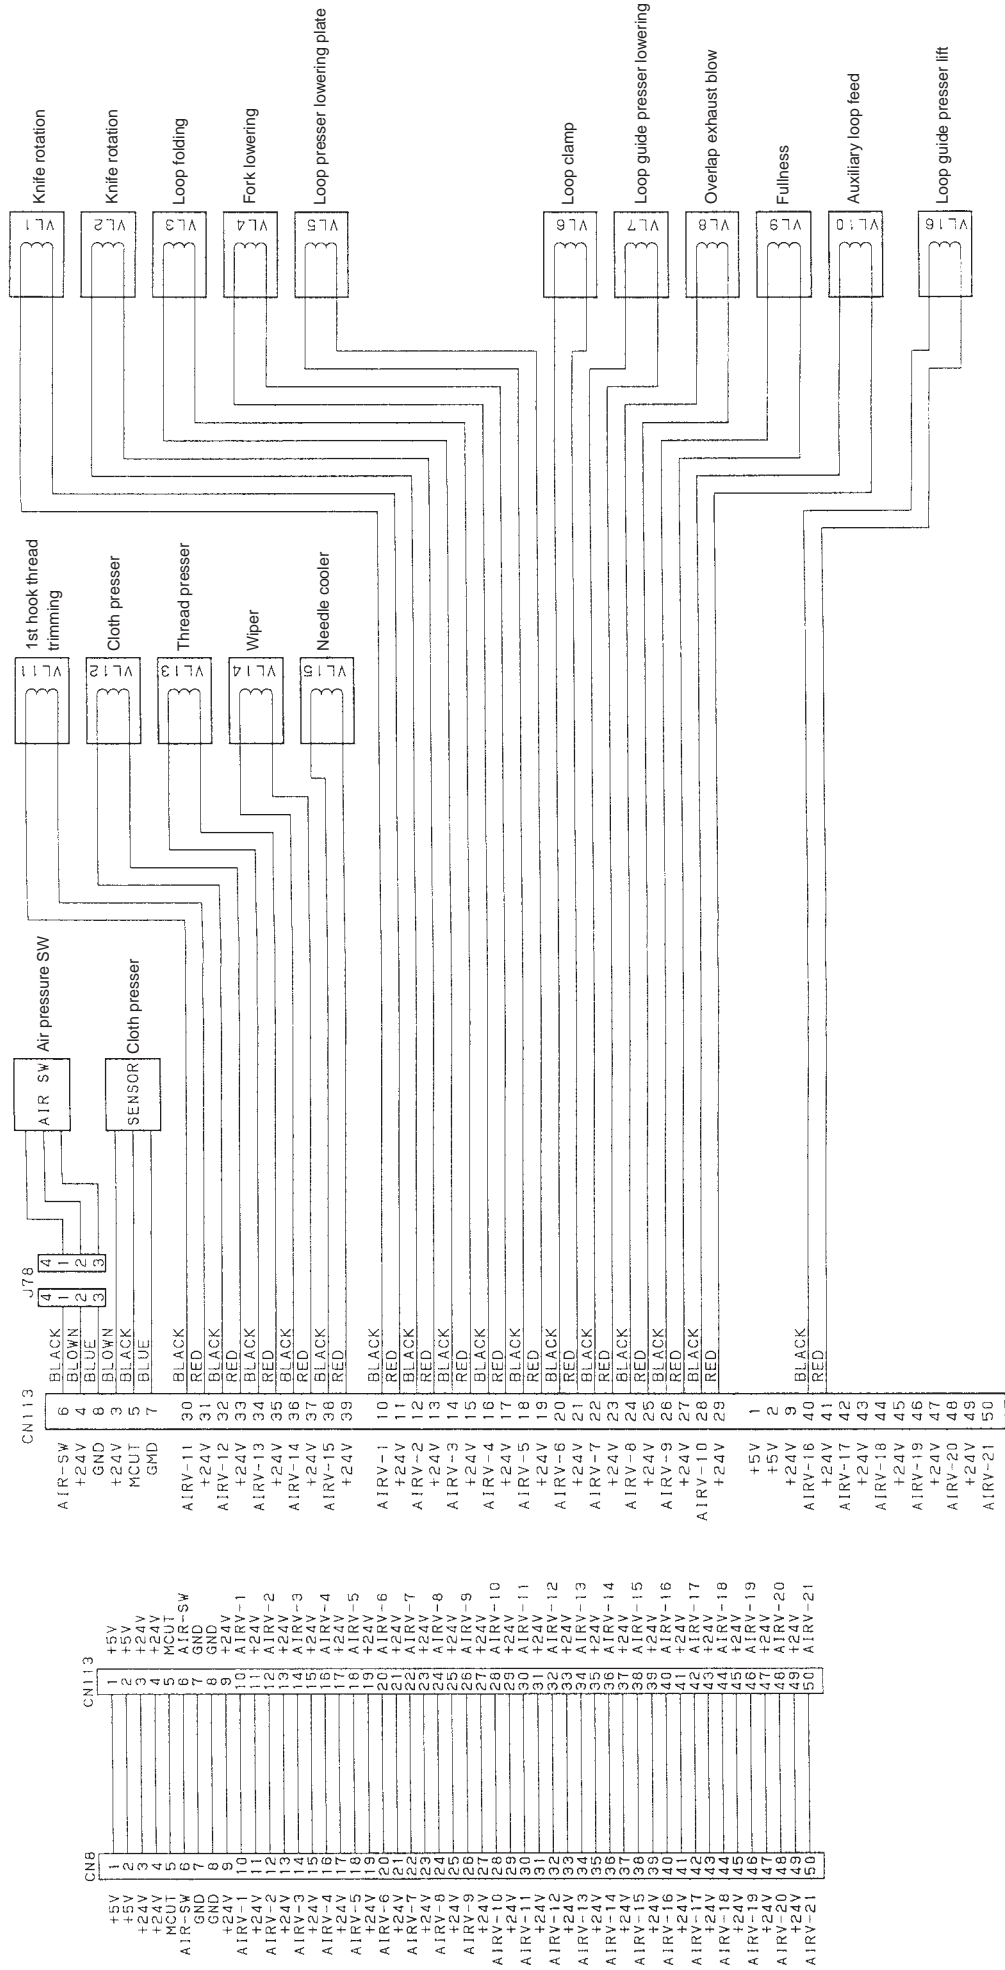 CN8 CN113
+5V 1 1 +5V
+5V 2 2 +5V
+24V 3 3 +24V
+24V 4 4 +24V
MCUT 5 5 MCUT
AIR-SW 6 6 AIR-SW
GND 7 7 GND
GND 8 8 GND
+24V 9 9 +24V
AIRV-1 10 10 AIRV-1
+24V 11 11 +24V
AIRV-2 12 12 AIRV-2
+24V 13 13 +24V
AIRV-3 14 14 AIRV-3
+24V 15 15 +24V
AIRV-4 16 16 AIRV-4
+24V 17 17 +24V
AIRV-5 18 18 AIRV-5
+24V 19 19 +24V
AIRV-6 20 20 AIRV-6
+24V 21 21 +24V
AIRV-7 22 22 AIRV-7
+24V 23 23 +24V
AIRV-8 24 24 AIRV-8
+24V 25 25 +24V
AIRV-9 26 26 AIRV-9
+24V 27 27 +24V
AIRV-10 28 28 AIRV-10
+24V 29 29 +24V
AIRV-11 30 30 AIRV-11
+24V 31 31 +24V
AIRV-12 32 32 AIRV-12
+24V 33 33 +24V
AIRV-13 34 34 AIRV-13
+24V 35 35 +24V
AIRV-14 36 36 AIRV-14
+24V 37 37 +24V
AIRV-15 38 38 AIRV-15
+24V 39 39 +24V
AIRV-16 40 40 AIRV-16
+24V 41 41 +24V
AIRV-17 42 42 AIRV-17
+24V 43 43 +24V
AIRV-18 44 44 AIRV-18
+24V 45 45 +24V
AIRV-19 46 46 AIRV-19
+24V 47 47 +24V
AIRV-20 48 48 AIRV-20
+24V 49 49 +24V
AIRV-21 50 50 AIRV-21
CN113
J78
4 4
AIR-SW 6 BLACK 1 1
+24V 4 BLOWN 2 2
GND 8 BLUE 3 3
AIR SW Air pressure SW
+24V 3 BLOWN
MCUT 5 BLACK
GMD 7 BLUE
SENSOR Cloth presser
AIRV-11 30 BLACK
+24V 31 RED
AIRV-12 32 BLACK
+24V 33 RED
AIRV-13 34 BLACK
+24V 35 RED
AIRV-14 36 BLACK
+24V 37 RED
AIRV-15 38 BLACK
+24V 39 RED
VL11 1st hook thread
trimming
VL12 Cloth presser
VL13 Thread presser
VL14 Wiper
VL15 Needle cooler
AIRV-1 10 BLACK
+24V 11 RED
AIRV-2 12 BLACK
+24V 13 RED
AIRV-3 14 BLACK
+24V 15 RED
AIRV-4 16 BLACK
+24V 17 RED
AIRV-5 18 BLACK
+24V 19 RED
AIRV-6 20 BLACK
+24V 21 RED
AIRV-7 22 BLACK
+24V 23 RED
AIRV-8 24 BLACK
+24V 25 RED
AIRV-9 26 BLACK
+24V 27 RED
AIRV-10 28 BLACK
+24V 29 RED
+5V 1
+5V 2
+24V 9
AIRV-16 40 BLACK
+24V 41 RED
AIRV-17 42
+24V 43
AIRV-18 44
+24V 45
AIRV-19 46
+24V 47
AIRV-20 48
+24V 49
AIRV-21 50
VL1 Knife rotation
VL2 Knife rotation
VL3 Loop folding
VL4 Fork lowering
VL5 Loop presser lowering plate
VL6 Loop clamp
VL7 Loop guide presser lowering
VL8 Overlap exhaust blow
VL9 Fullness
VL10 Auxiliary loop feed
VL16 Loop guide presser lift